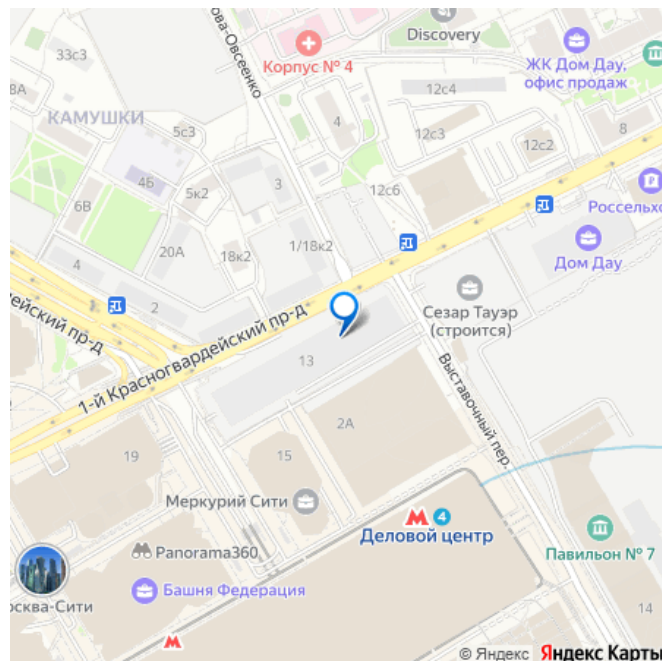 33с3
ова-Овсеенко
Discovery
Корпус № 4
ЖК Дом Дау,
офис продаж
8А
КАМУШКИ
5с3
4
12с4
12с3
12с2
8
4Б
5к2
3
12с6
6В
Россельхо
20А
18к2
1/18к2
Дом Дау
4
2
1-й Красногвардейский пр-д
ейский пр-д
Сезар Тауэр
(строится)
13
Выставочный пер.
2А
19
15
Меркурий Сити
4
Деловой центр
Panorama360
Павильон № 7
Башня Федерация
осква-Сити
14
© Яндекс Яндекс Карты